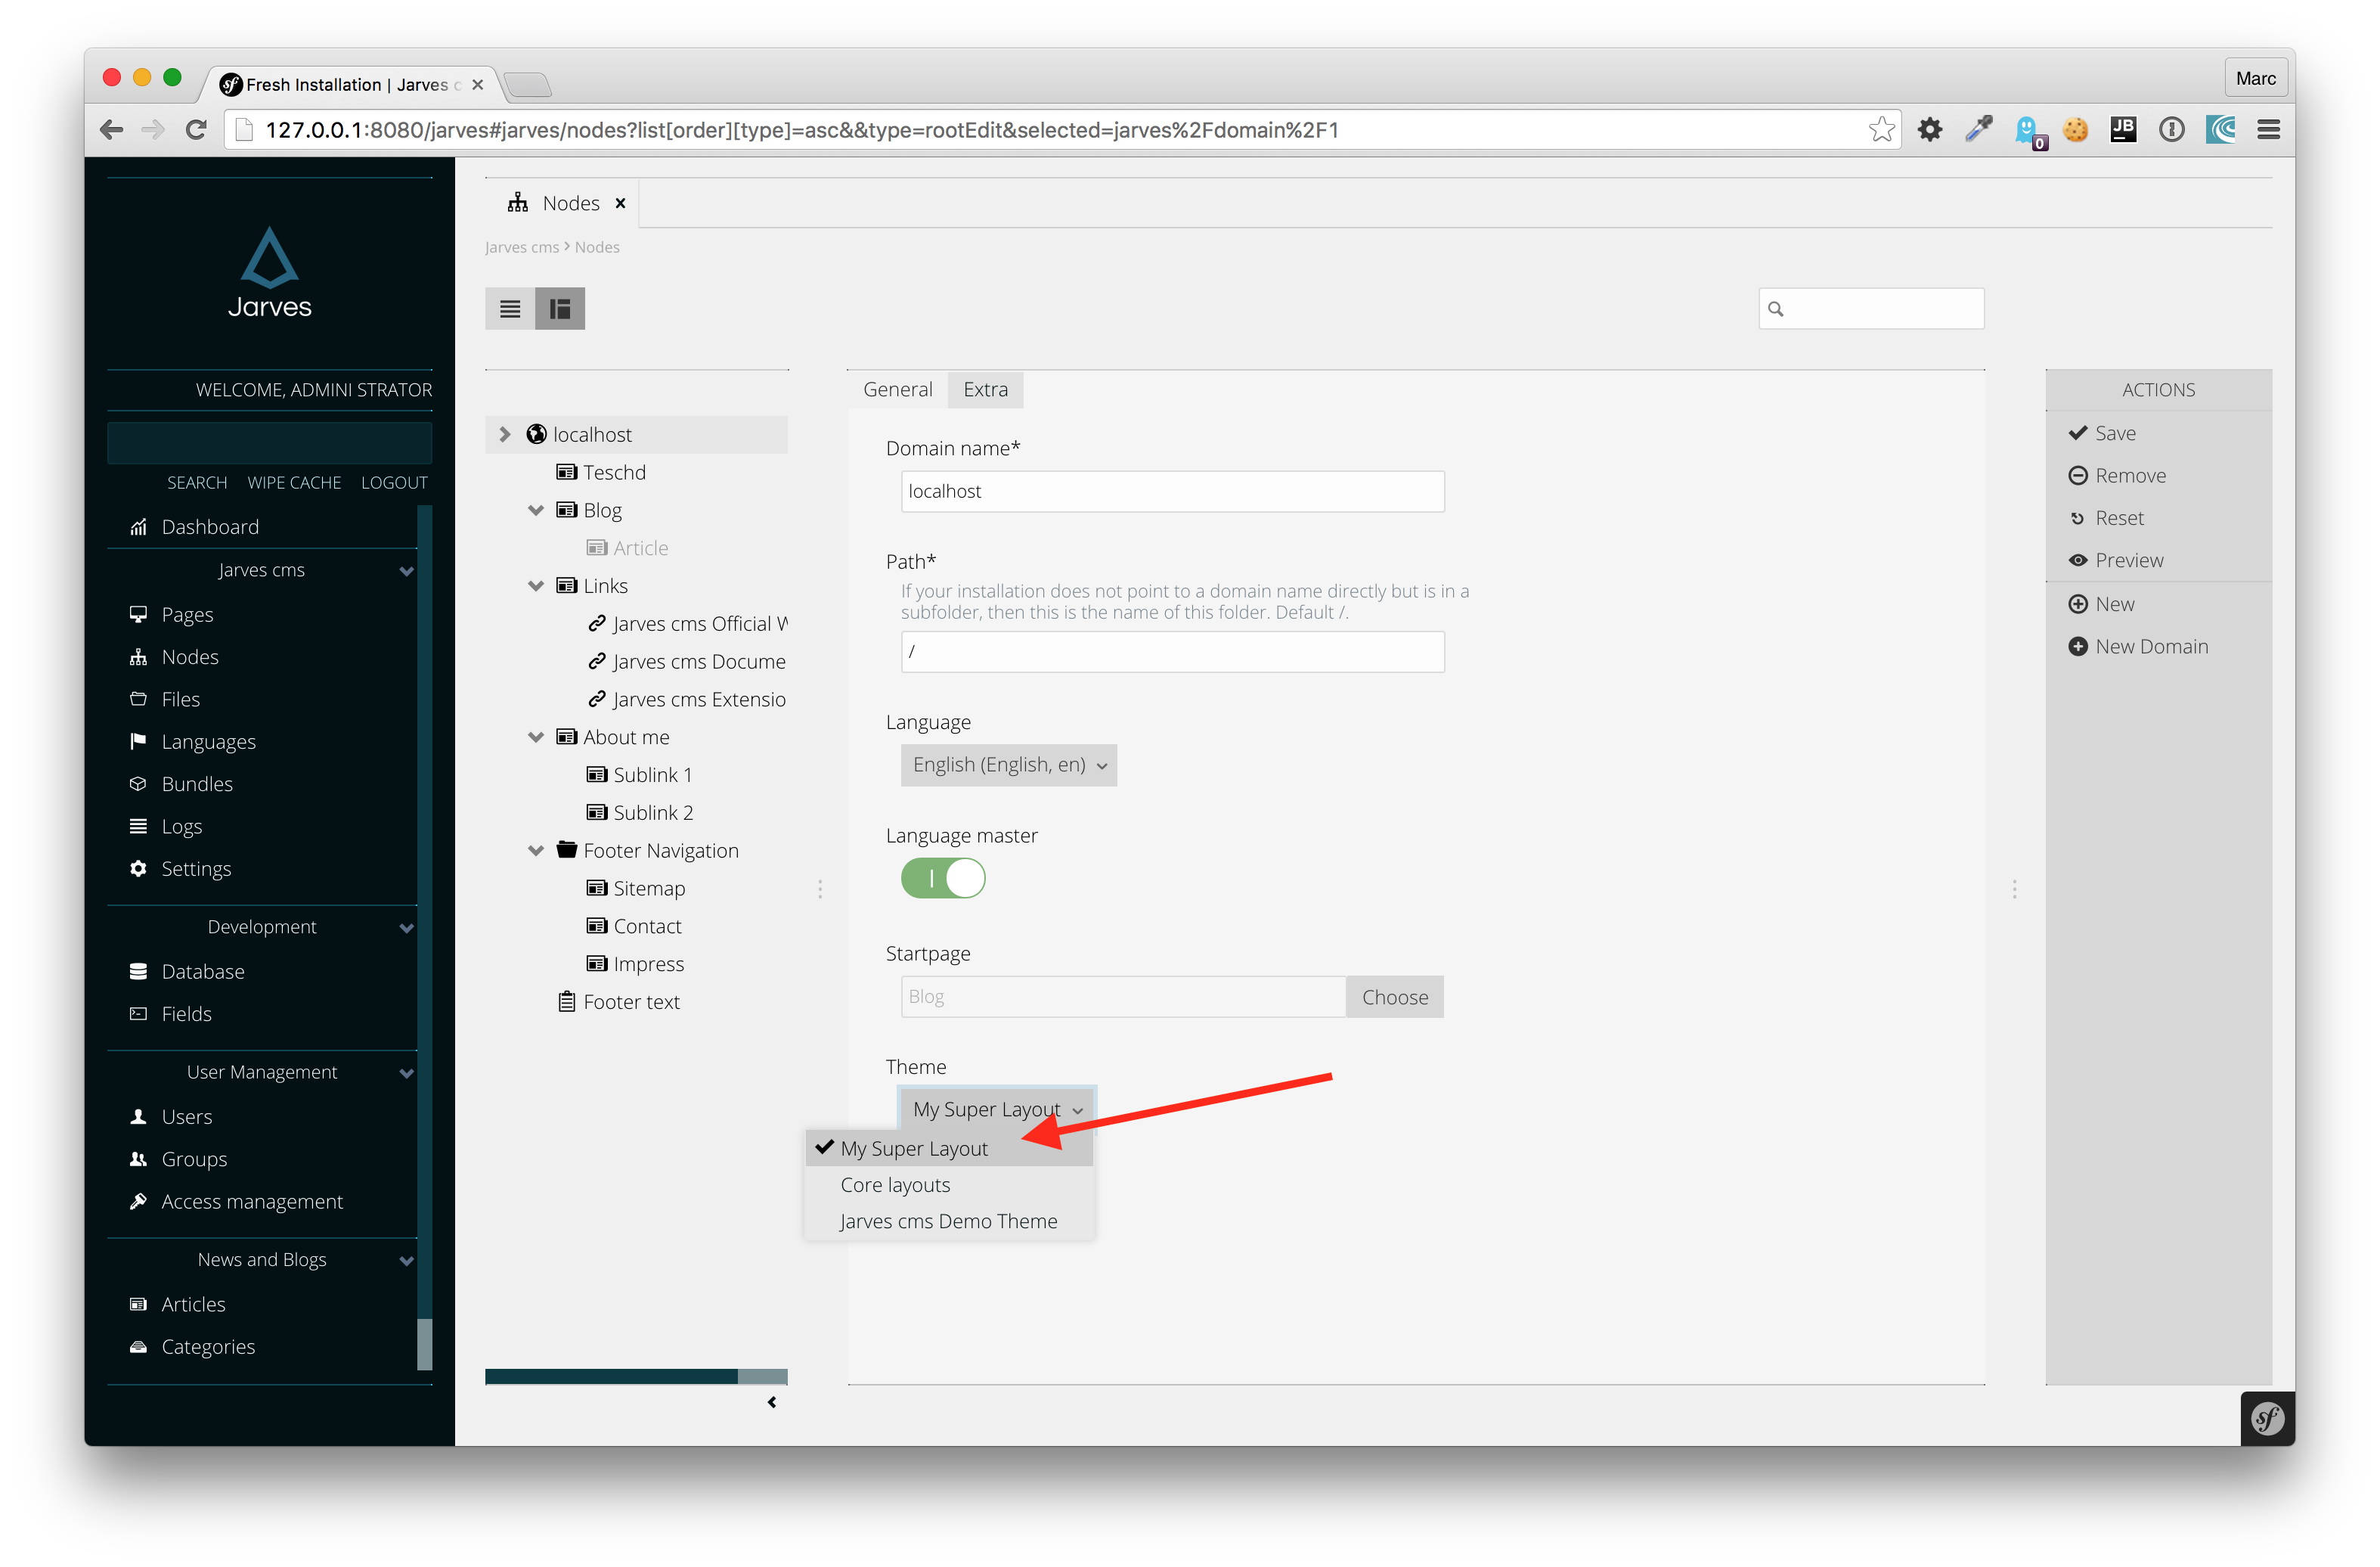 Fresh Installation | Jarves c
Marc
127.0.0.1:8080/jarves#jarves/nodes?list[order][type]=asc&&type=rootEdit&selected=jarves%2Fdomain%2F1
0
JB
Jarves
WELCOME, ADMINI STRATOR
SEARCH WIPE CACHE LOGOUT
Dashboard
Jarves cms
Pages
Nodes
Files
Languages
Bundles
Logs
Settings
Development
Database
Fields
User Management
Users
Groups
Access management
News and Blogs
Articles
Categories
Nodes
Jarves cms > Nodes
localhost
Teschd
Blog
Article
Links
Jarves cms Official W
Jarves cms Docume
Jarves cms Extensio
About me
Sublink 1
Sublink 2
Footer Navigation
Sitemap
Contact
Impress
Footer text
General Extra
Domain name*
localhost
Path*
If your installation does not point to a domain name directly but is in a
subfolder, then this is the name of this folder. Default /.
/
Language
English (English, en)
Language master
Startpage
Blog Choose
Theme
My Super Layout
My Super Layout
Core layouts
Jarves cms Demo Theme
ACTIONS
Save
Remove
Reset
Preview
New
New Domain
sf